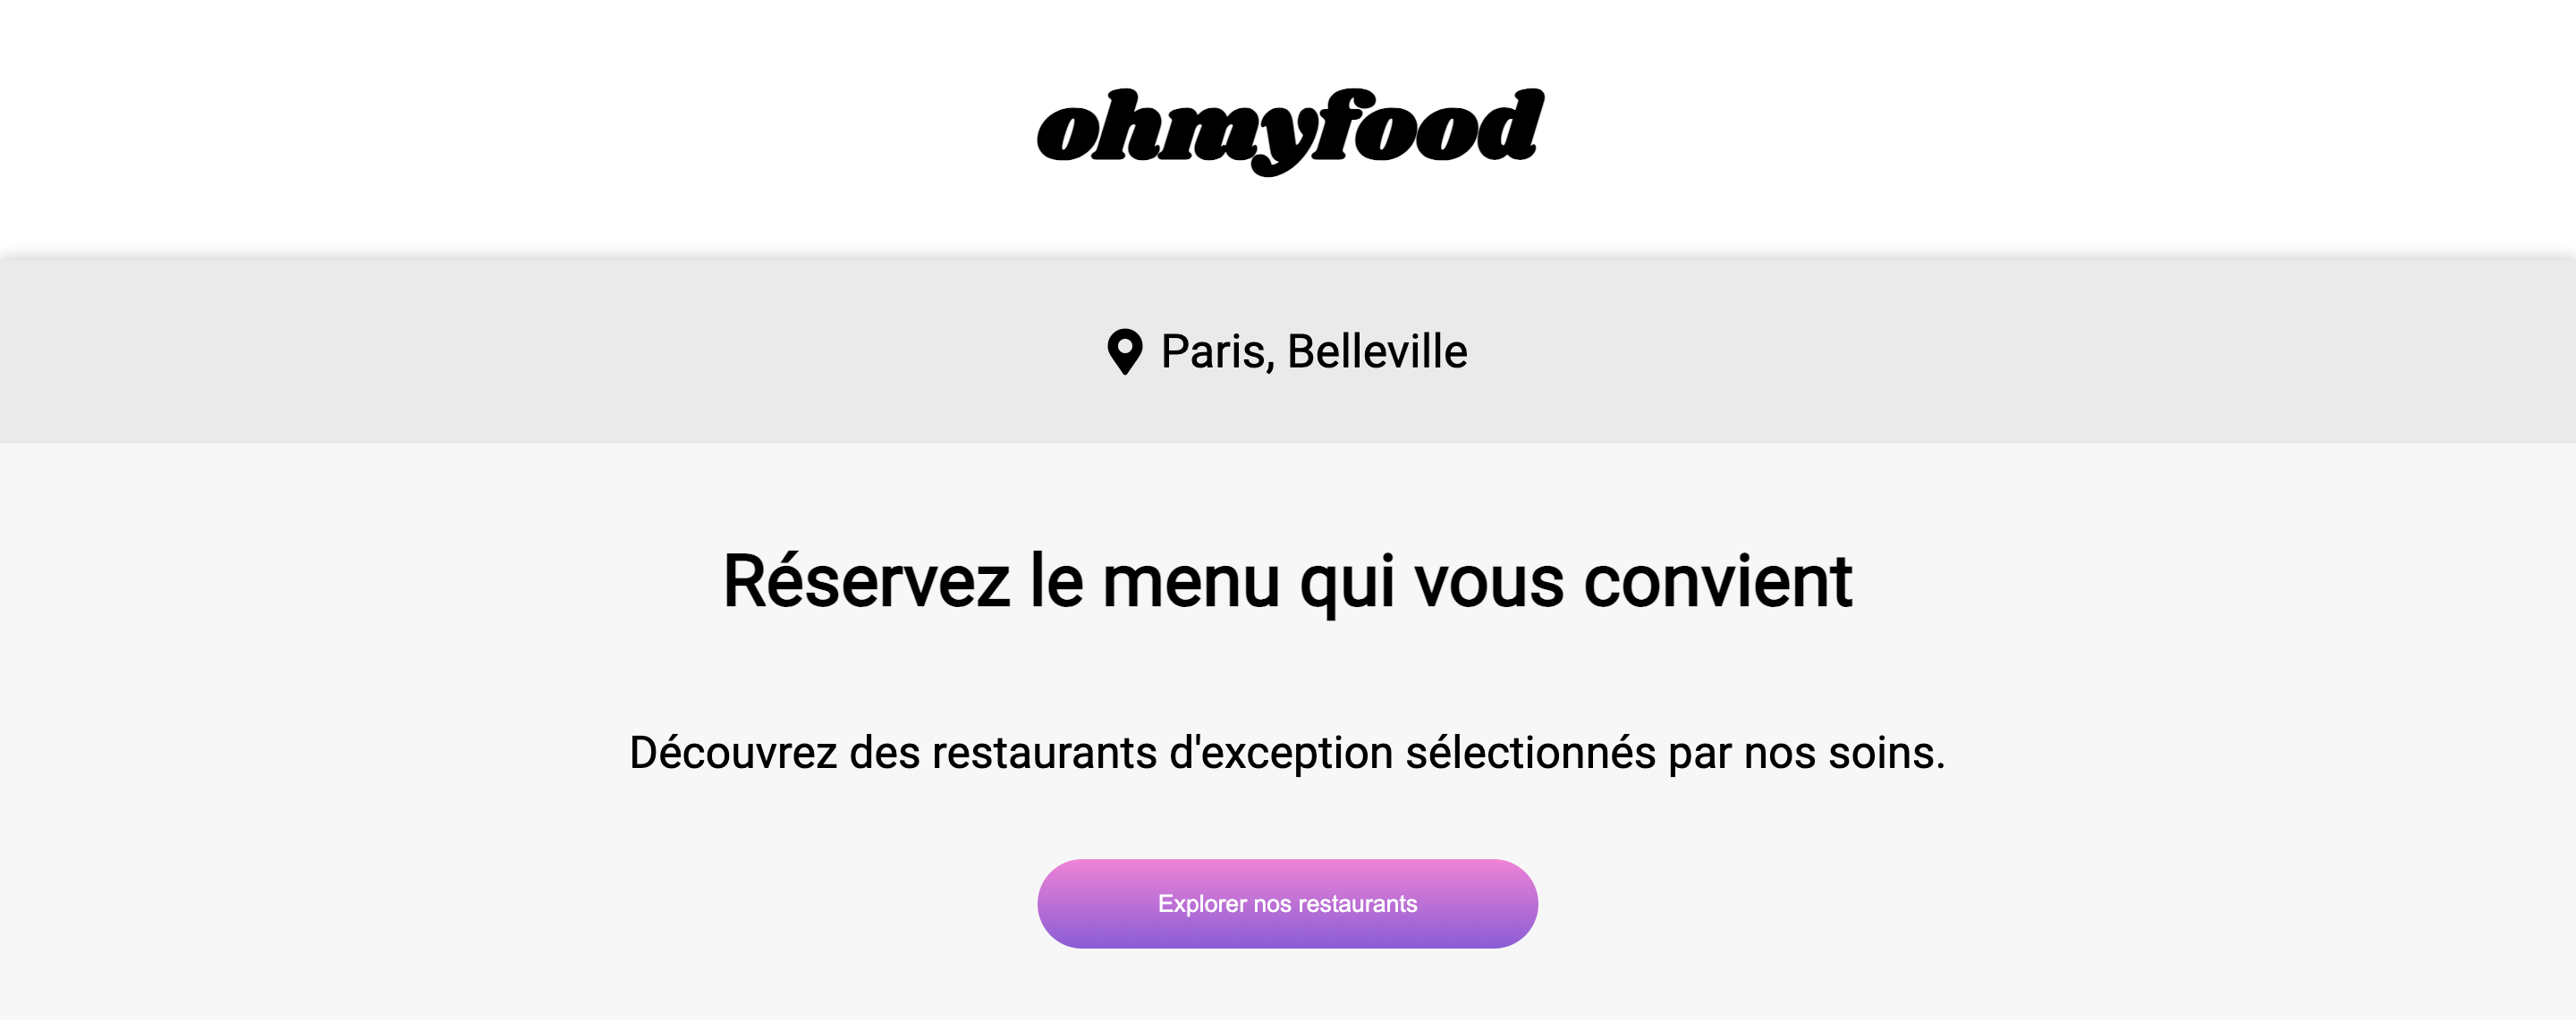 ohmyfood
Paris, Belleville
Réservez le menu qui vous convient
Découvrez des restaurants d'exception sélectionnés par nos soins.
Explorer nos restaurants